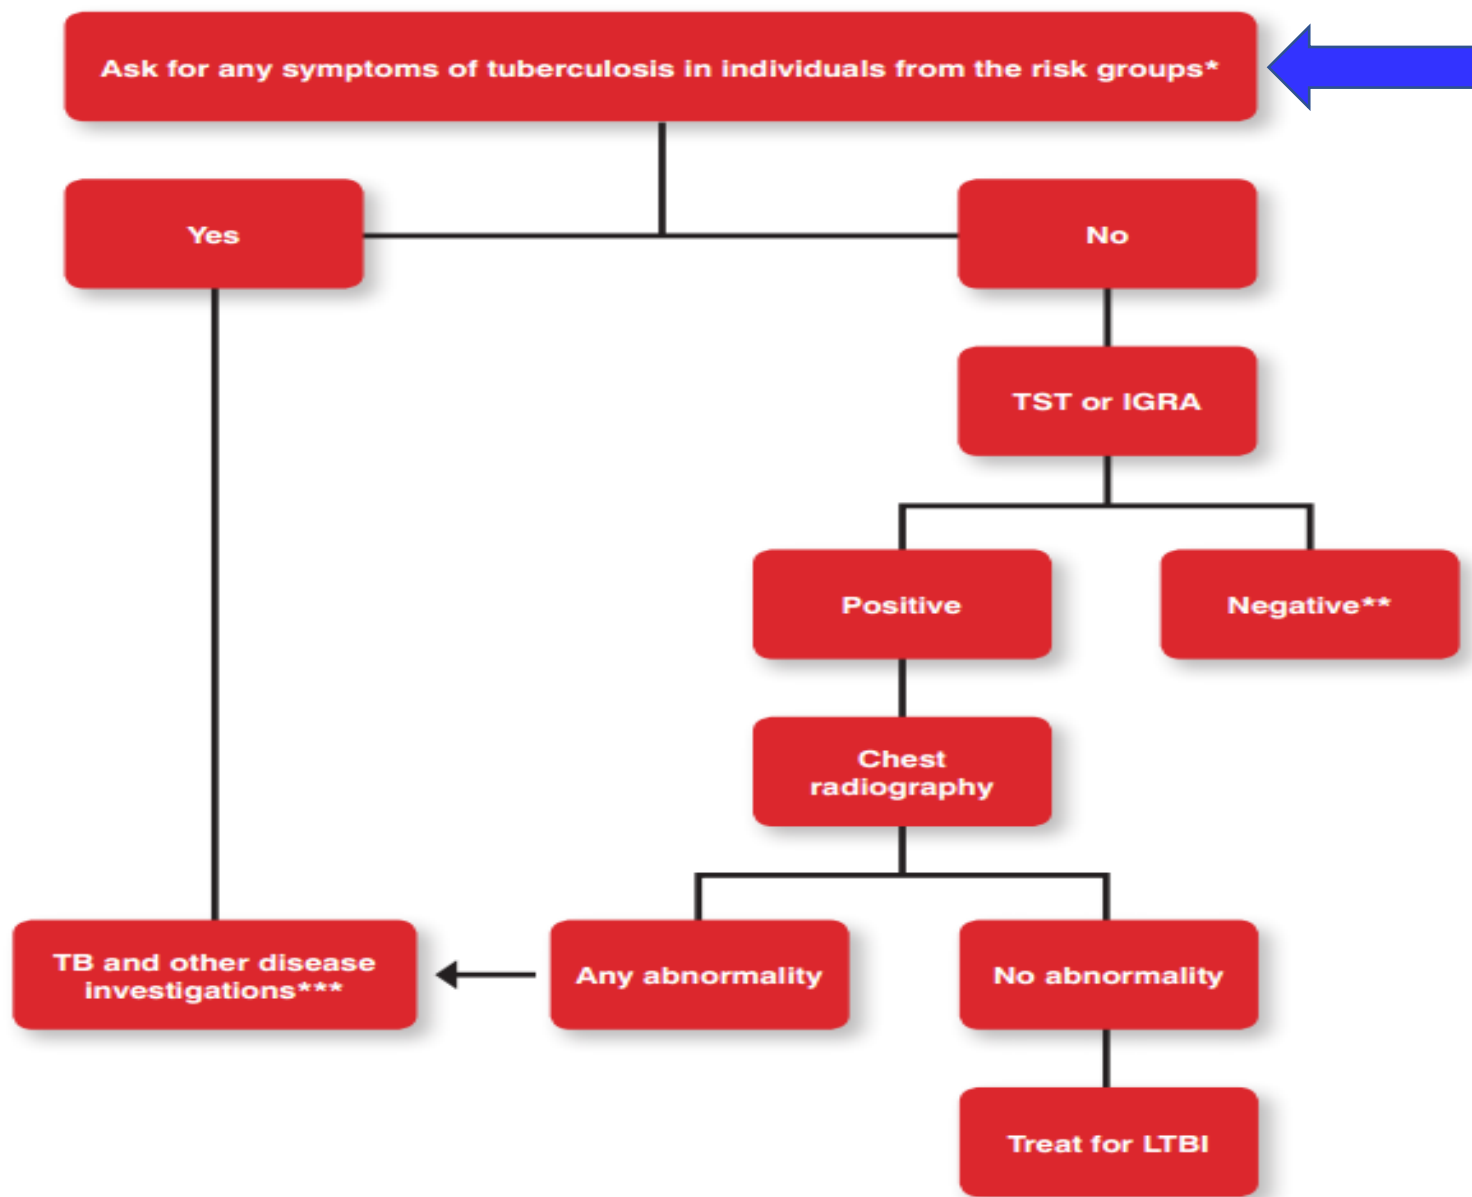 Ask for any symptoms of tuberculosis in individuals from the risk groups*
Yes
No
TST or IGRA
Positive
Negative**
Chest
radiography
TB and other disease
investigations***
Any abnormality
No abnormality
Treat for LTBI